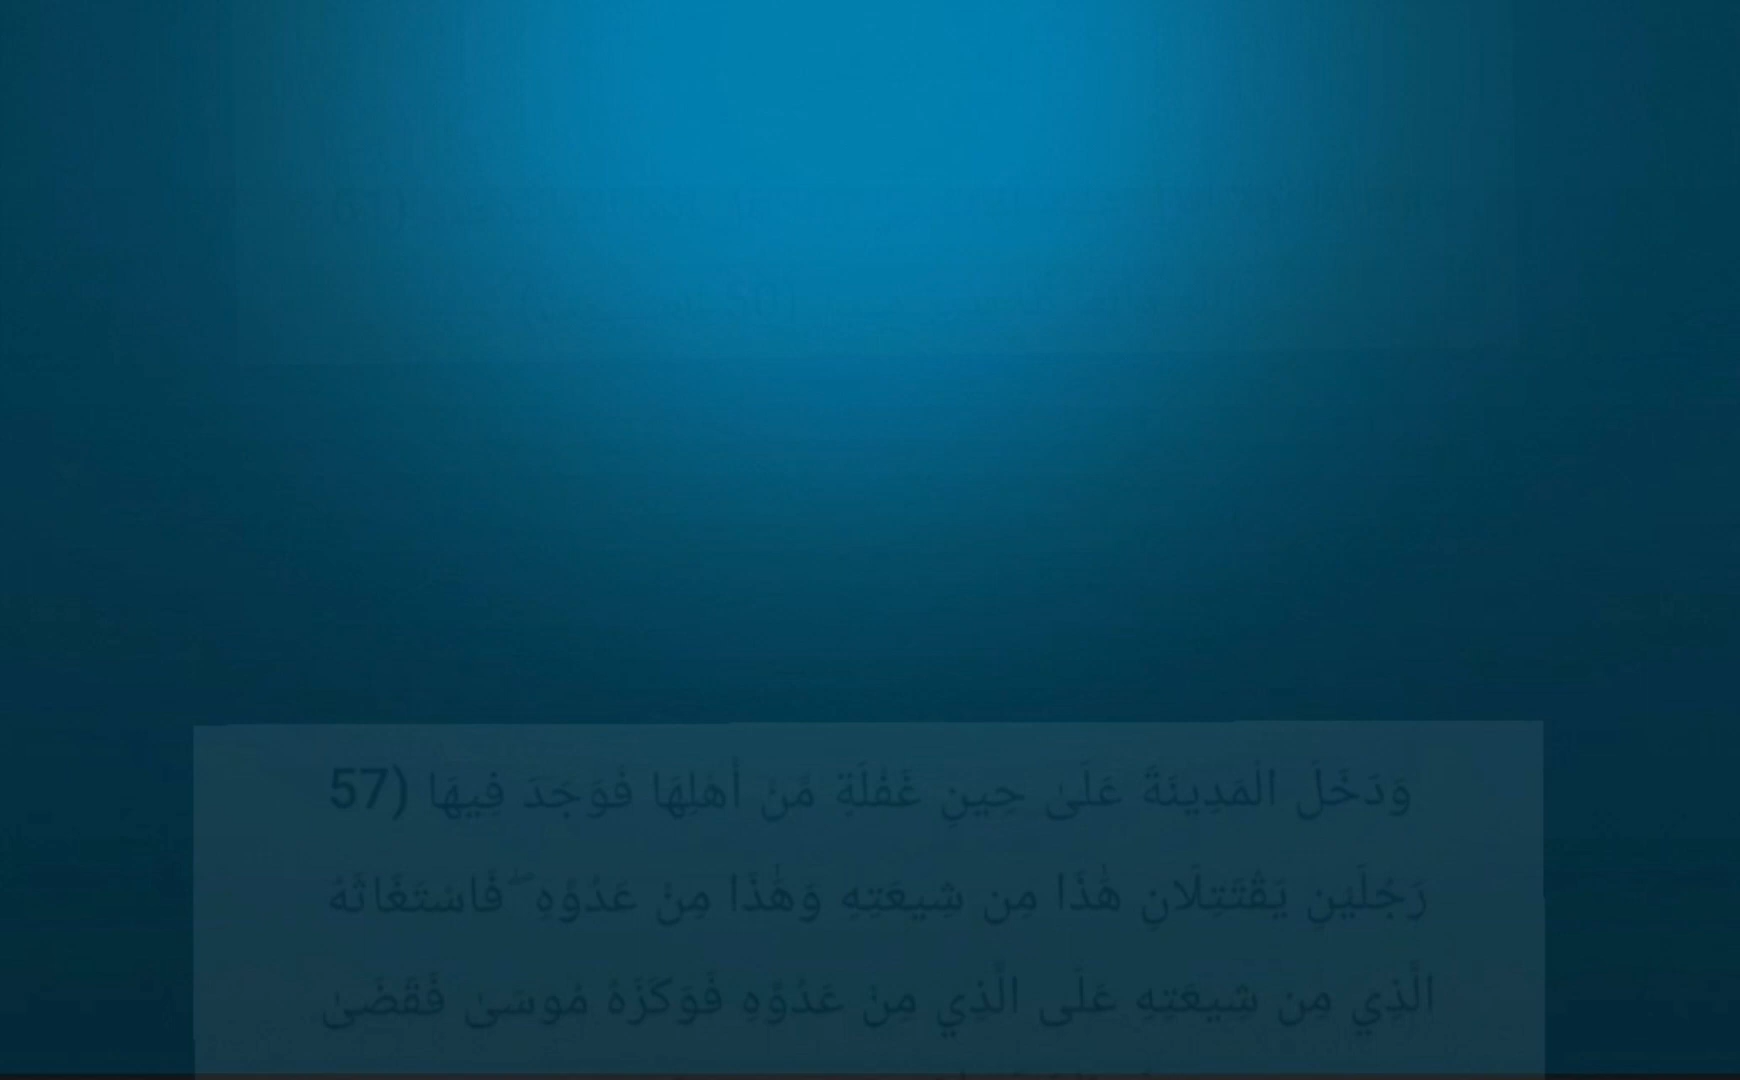 وَدَخَلَ الْمَدِينَةَ عَلَىٰ حِينِ غَفْلَةٍ مِّنْ أَهْلِهَا فَوَجَدَ فِيهَا (57
رَجُلَيْنِ يَقْتَتِلَانِ هَٰذَا مِن شِيعَتِهِ وَهَٰذَا مِنْ عَدُوِّهِ ۖ فَاسْتَغَاثَهُ
الَّذِي مِن شِيعَتِهِ عَلَى الَّذِي مِنْ عَدُوِّهِ فَوَكَزَهُ مُوسَىٰ فَقَضَىٰ